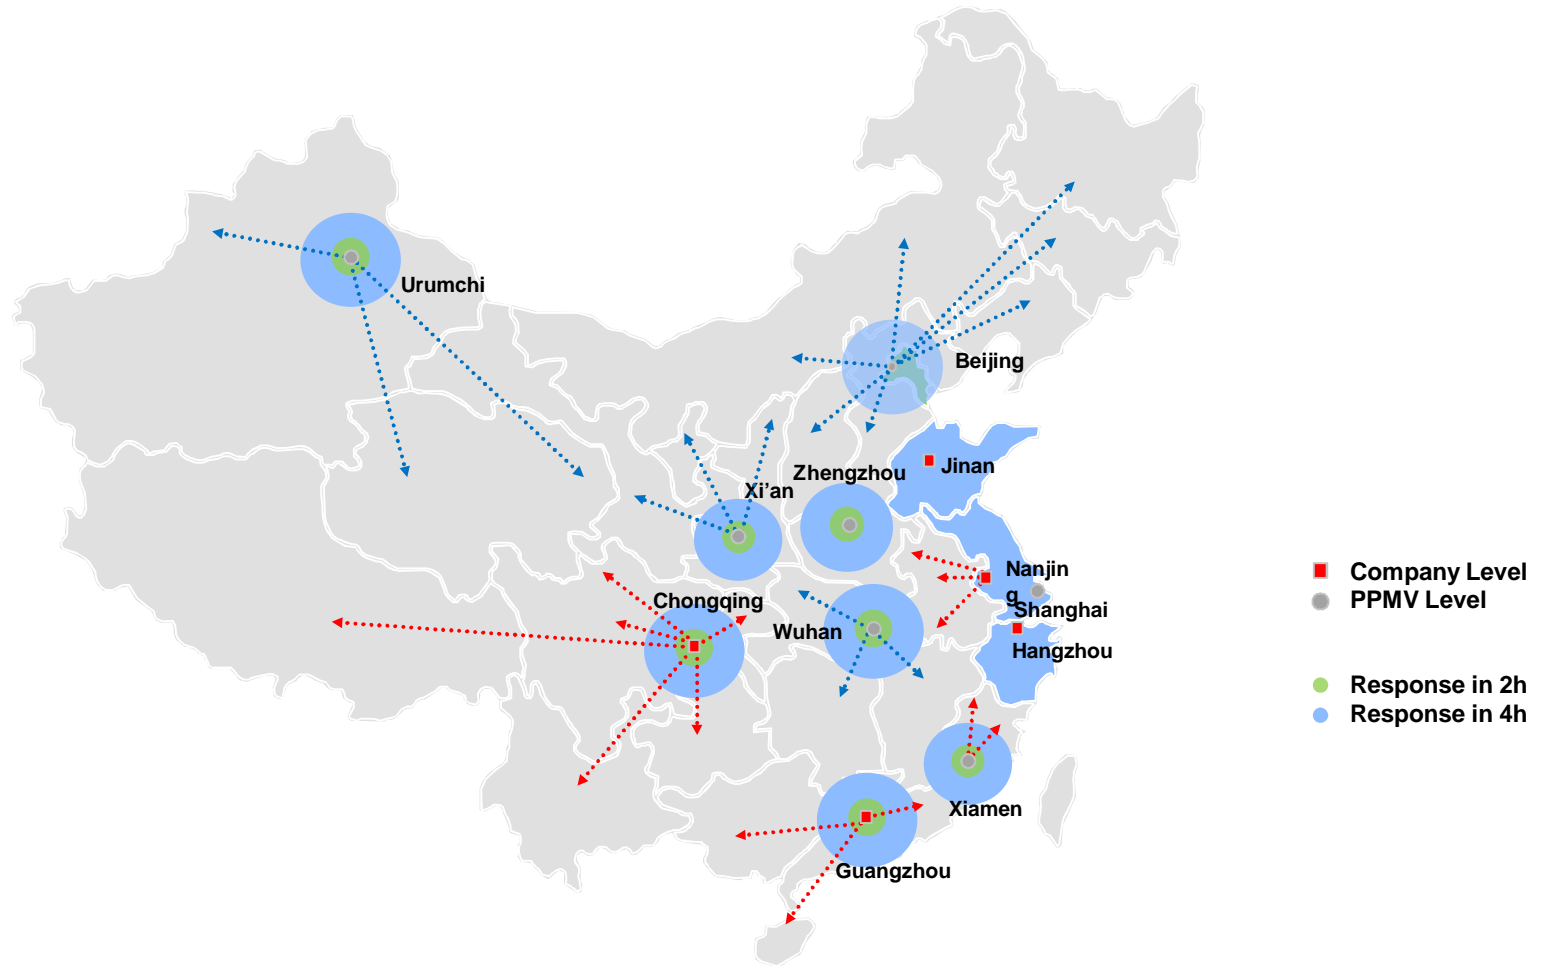 Urumchi
Beijing
Jinan
Zhengzhou
Xi'an
Nanjin
g
Shanghai
Chongqing
Wuhan
Hangzhou
Xiamen
Guangzhou
Company Level
PPMV Level
Response in 2h
Response in 4h